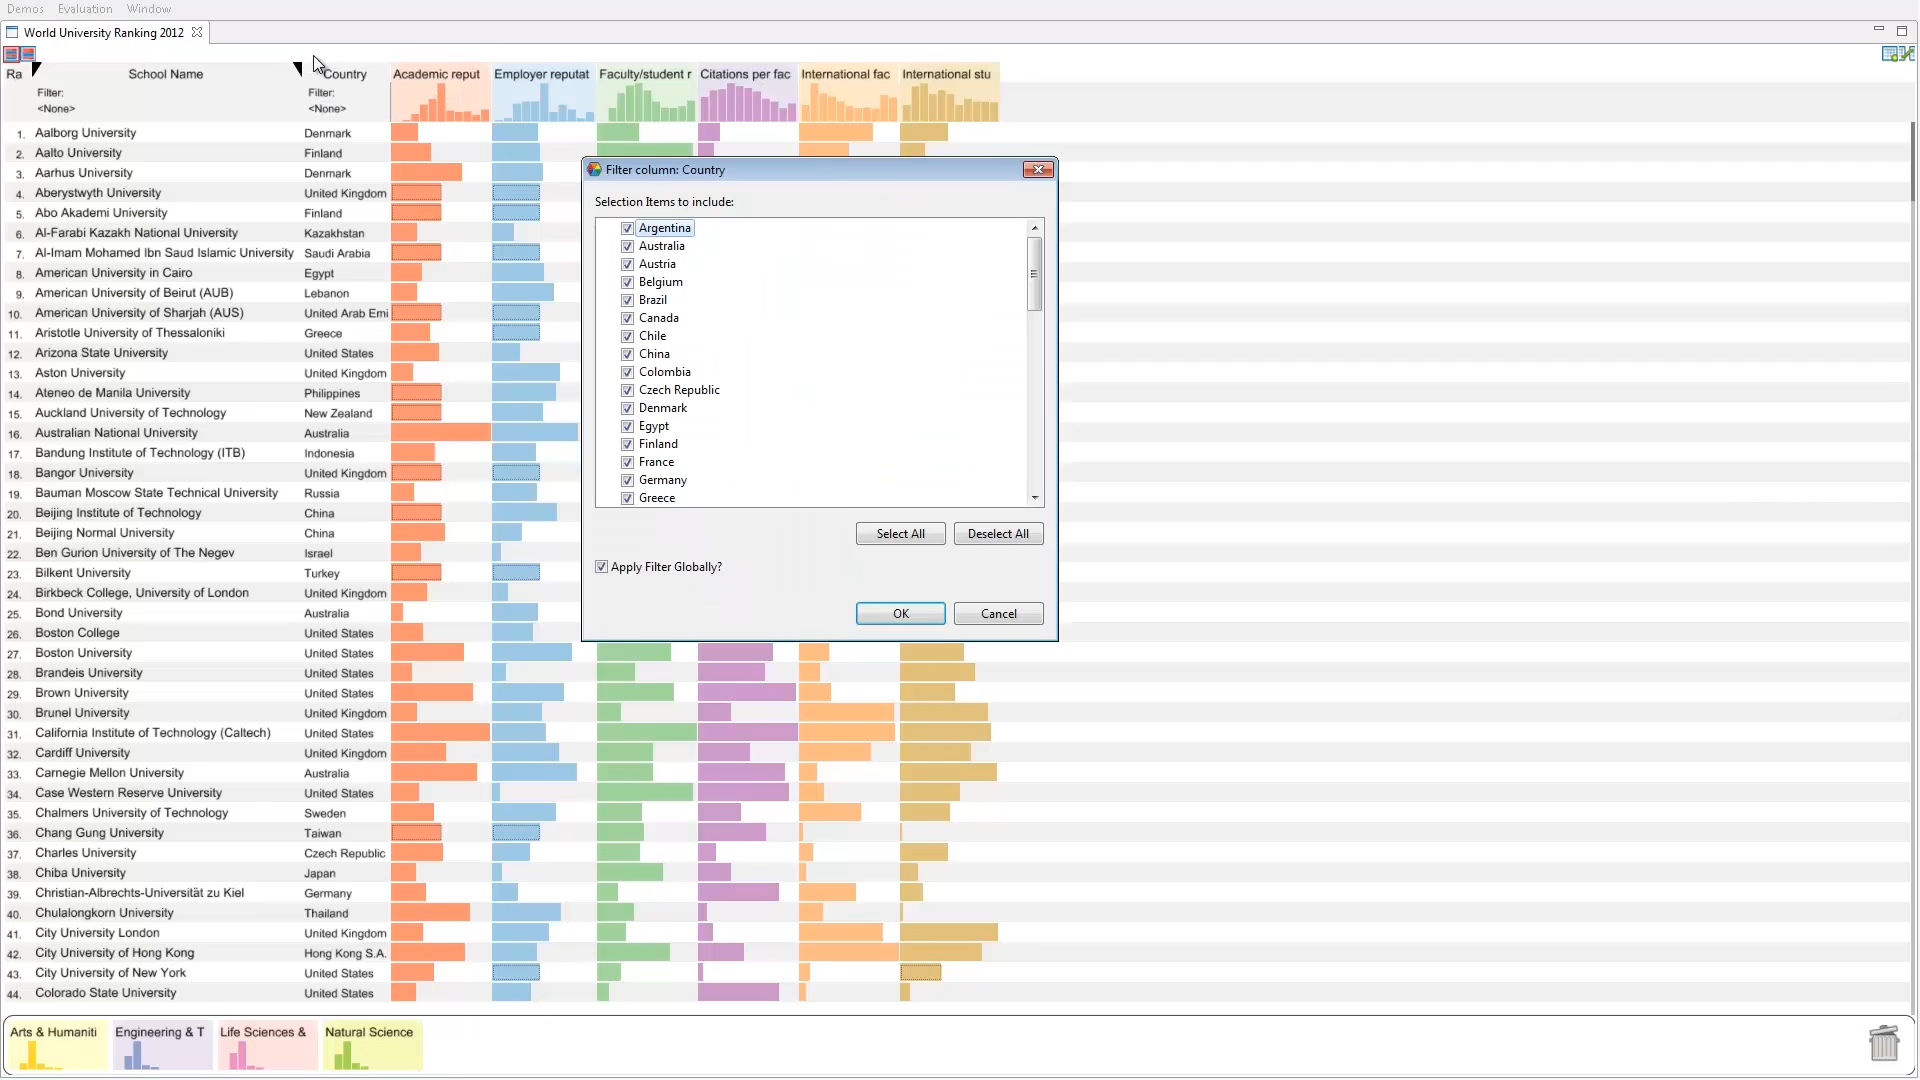 Demos Evaluation Window
World University Ranking 2012
Ra School Name Country Academic reput Employer reputat Faculty/student r Citations per fac International fac International stu
Filter: Filter:
<None> <None>
1. Aalborg University Denmark
2. Aalto University Finland
3. Aarhus University Denmark
4. Aberystwyth University United Kingdom
5. Abo Akademi University Finland
6. Al-Farabi Kazakh National University Kazakhstan
7. Al-Imam Mohamed Ibn Saud Islamic University Saudi Arabia
8. American University in Cairo Egypt
9. American University of Beirut (AUB) Lebanon
10. American University of Sharjah (AUS) United Arab Emi
11. Aristotle University of Thessaloniki Greece
12. Arizona State University United States
13. Aston University United Kingdom
14. Ateneo de Manila University Philippines
15. Auckland University of Technology New Zealand
16. Australian National University Australia
17. Bandung Institute of Technology (ITB) Indonesia
18. Bangor University United Kingdom
19. Bauman Moscow State Technical University Russia
20. Beijing Institute of Technology China
21. Beijing Normal University China
22. Ben Gurion University of The Negev Israel
23. Bilkent University Turkey
24. Birkbeck College, University of London United Kingdom
25. Bond University Australia
26. Boston College United States
27. Boston University United States
28. Brandeis University United States
29. Brown University United States
30. Brunel University United Kingdom
31. California Institute of Technology (Caltech) United States
32. Cardiff University United Kingdom
33. Carnegie Mellon University Australia
34. Case Western Reserve University United States
35. Chalmers University of Technology Sweden
36. Chang Gung University Taiwan
37. Charles University Czech Republic
38. Chiba University Japan
39. Christian-Albrechts-Universität zu Kiel Germany
40. Chulalongkorn University Thailand
41. City University London United Kingdom
42. City University of Hong Kong Hong Kong S.A.
43. City University of New York United States
44. Colorado State University United States
Filter column: Country
Selection Items to include:
Argentina
Australia
Austria
Belgium
Brazil
Canada
Chile
China
Colombia
Czech Republic
Denmark
Egypt
Finland
France
Germany
Greece
Select All Deselect All
Apply Filter Globally?
OK Cancel
Arts & Humaniti Engineering & T Life Sciences & Natural Science